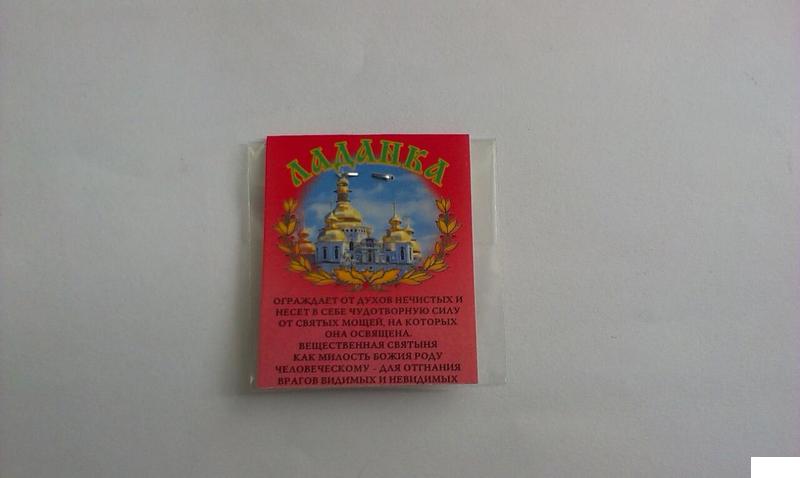 ЛАДАНКА
ОГРАЖДАЕТ ОТ ДУХОВ НЕЧИСТЫХ И
НЕСЕТ В СЕБЕ ЧУДОТВОРНУЮ СИЛУ
ОТ СВЯТЫХ МОЩЕЙ, НА КОТОРЫХ
ОНА ОСВЯЩЕНА.
ВЕЩЕСТВЕННАЯ СВЯТЫНЯ
КАК МИЛОСТЬ БОЖИЯ РОДУ
ЧЕЛОВЕЧЕСКОМУ - ДЛЯ ОТГНАНИЯ
ВРАГОВ ВИДИМЫХ И НЕВИДИМЫХ